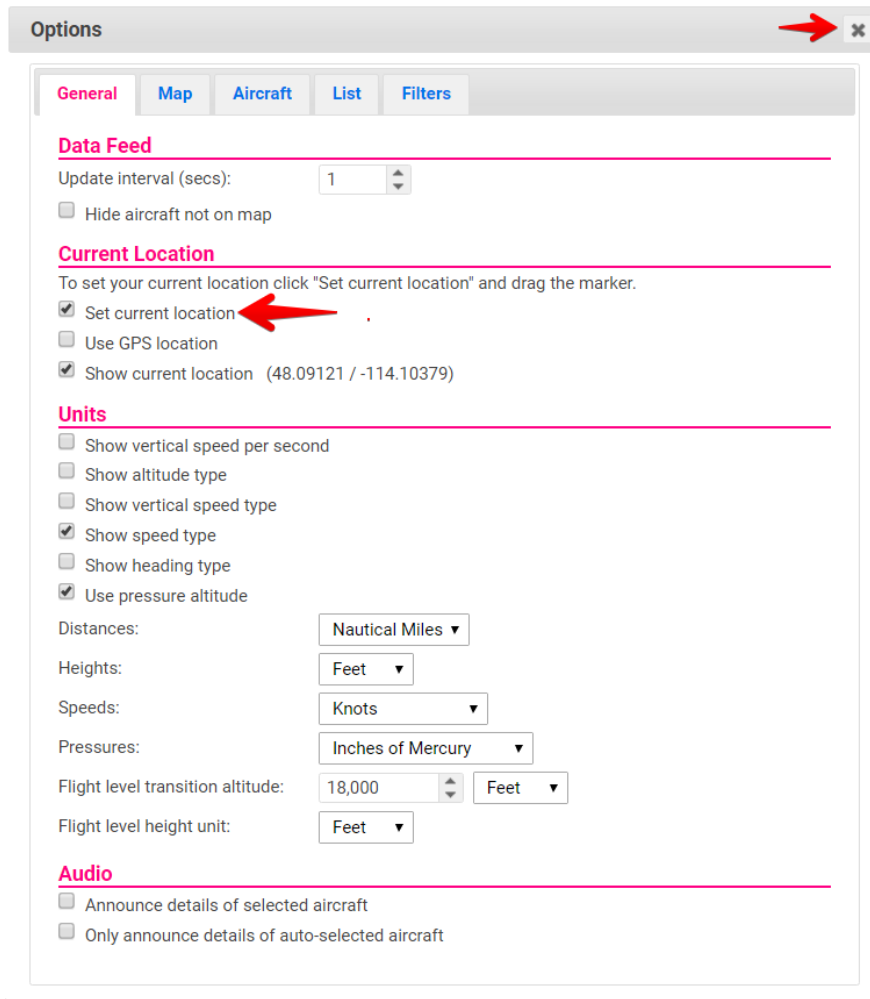 Options
General Map Aircraft List Filters
Data Feed
Update interval (secs): 1
Hide aircraft not on map
Current Location
To set your current location click "Set current location" and drag the marker.
Set current location
Use GPS location
Show current location (48.09121 / -114.10379)
Units
Show vertical speed per second
Show altitude type
Show vertical speed type
Show speed type
Show heading type
Use pressure altitude
Distances: Nautical Miles
Heights: Feet
Speeds: Knots
Pressures: Inches of Mercury
Flight level transition altitude: 18,000 Feet
Flight level height unit: Feet
Audio
Announce details of selected aircraft
Only announce details of auto-selected aircraft